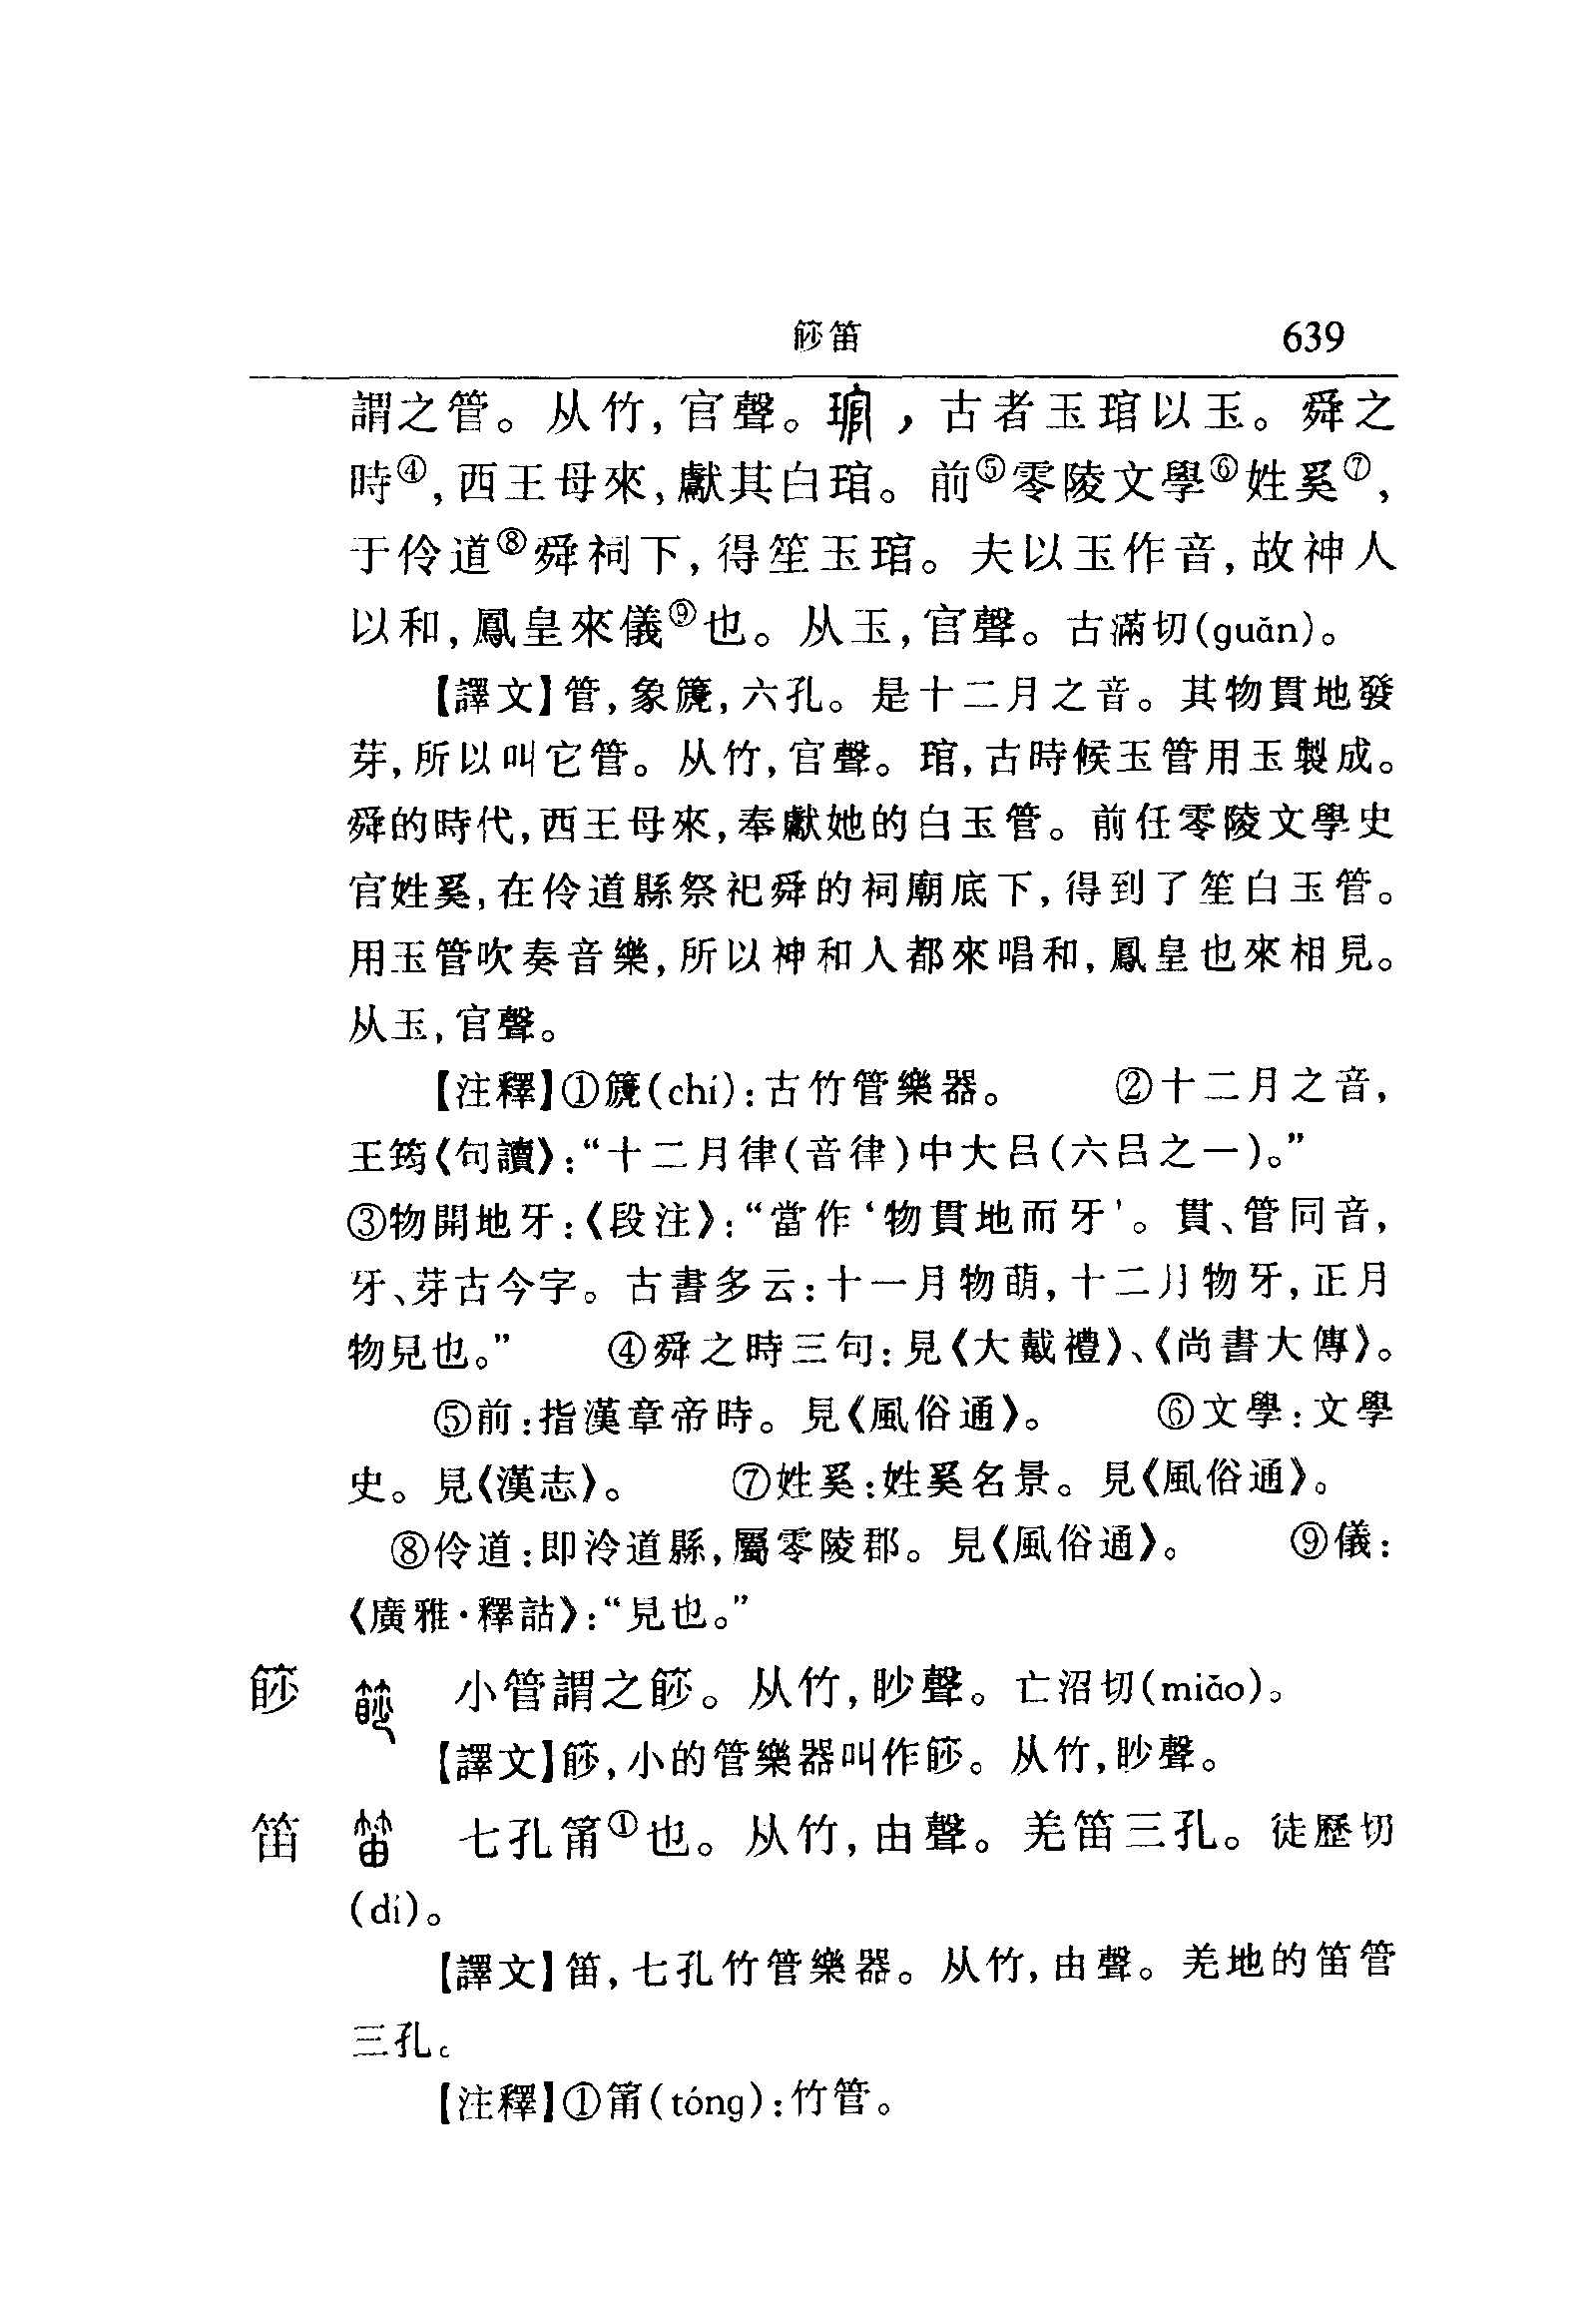 篎笛 639
謂之管。从竹,官聲。,古者玉琯以玉。舜之
時④,西王母來,獻其白琯。前⑤零陵文學⑥姓奚⑦,
于伶道⑧舜祠下,得笙玉琯。夫以玉作音,故神人
以和,鳳皇來儀⑨也。从玉,官聲。古滿切(guǎn)。
【譯文】管,象篪,六孔。是十二月之音。其物貫地發
芽,所以叫它管。从竹,官聲。琯,古時候玉管用玉製成。
舜的時代,西王母來,奉獻她的白玉管。前任零陵文學史
官姓奚,在伶道縣祭祀舜的祠廟底下,得到了笙白玉管。
用玉管吹奏音樂,所以神和人都來唱和,鳳皇也來相見。
从玉,官聲。
【注釋】①篪(chí):古竹管樂器。 ②十二月之音,
王筠《句讀》:“十二月律(音律)中大呂(六呂之一)。”
③物開地牙:《段注》:“當作‘物貫地而牙’。貫、管同音,
牙、芽古今字。古書多云:十一月物萌,十二月物牙,正月
物見也。” ④舜之時三句:見《大戴禮》、《尚書大傳》。
⑤前:指漢章帝時。見《風俗通》。 ⑥文學:文學
史。見《漢志》。 ⑦姓奚:姓奚名景。見《風俗通》。
⑧伶道:即泠道縣,屬零陵郡。見《風俗通》。 ⑨儀:
《廣雅·釋詁》:“見也。”
篎 小管謂之篎。从竹,眇聲。亡沼切(miǎo)。
【譯文】篎,小的管樂器叫作篎。从竹,眇聲。
笛 七孔筩①也。从竹,由聲。羌笛三孔。徒歷切
(dí)。
【譯文】笛,七孔竹管樂器。从竹,由聲。羌地的笛管
三孔。
【注釋】①筩(tóng):竹管。